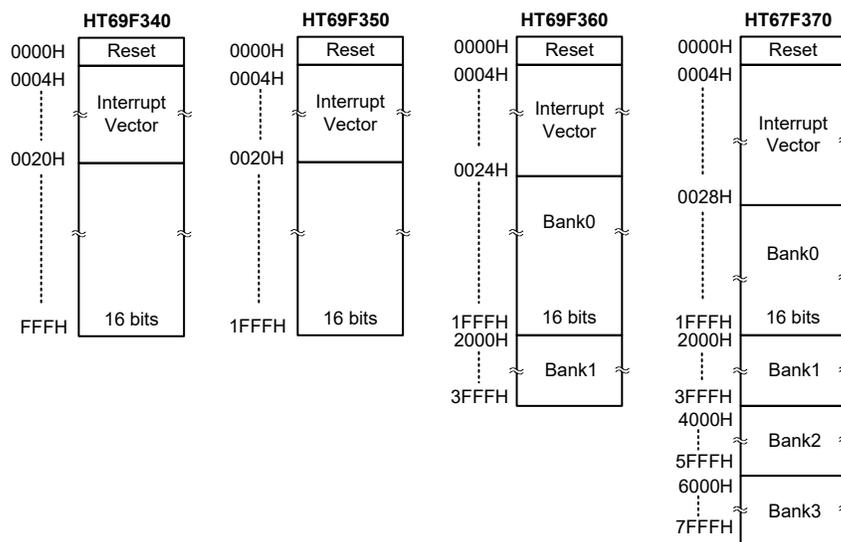 HT69F340
0000H
Reset
0004H
Interrupt
Vector
0020H
FFFH
16 bits
HT69F350
0000H
Reset
0004H
Interrupt
Vector
0020H
1FFFH
16 bits
HT69F360
0000H
Reset
0004H
Interrupt
Vector
0024H
Bank0
1FFFH
16 bits
2000H
Bank1
3FFFH
HT67F370
0000H
Reset
0004H
Interrupt
Vector
0028H
Bank0
1FFFH
16 bits
2000H
Bank1
3FFFH
4000H
Bank2
5FFFH
6000H
Bank3
7FFFH